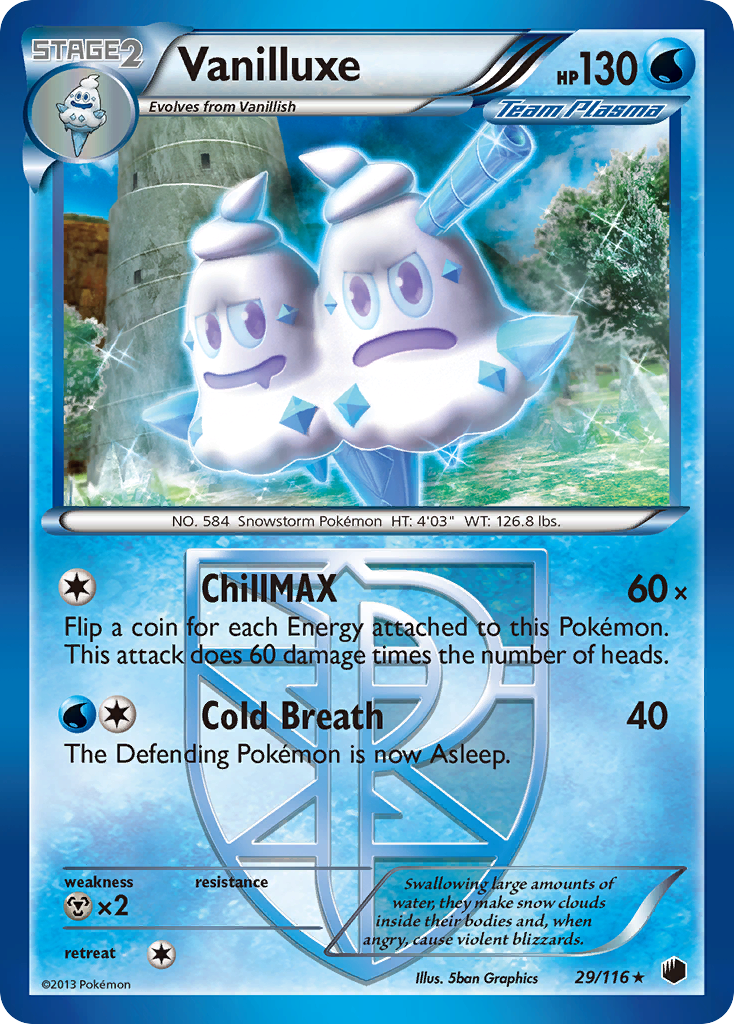 STAGE2
Vanilluxe
HP130
Evolves from Vanillish
Team Plasma
NO. 584 Snowstorm Pokémon HT: 4'03" WT: 126.8 lbs.
ChillMAX 60×
Flip a coin for each Energy attached to this Pokémon.
This attack does 60 damage times the number of heads.
Cold Breath 40
The Defending Pokémon is now Asleep.
weakness resistance
×2
retreat
Swallowing large amounts of
water, they make snow clouds
inside their bodies and, when
angry, cause violent blizzards.
©2013 Pokémon
Illus. 5ban Graphics
29/116 ★